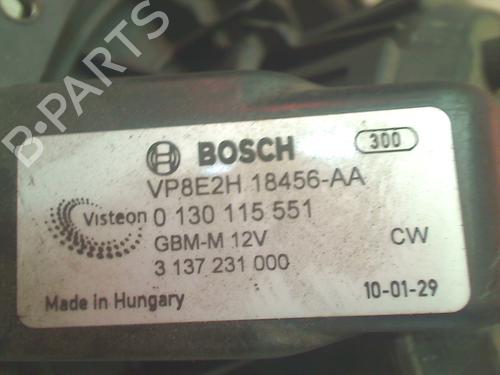 B-PARTS
BOSCH
300
VP8E2H 18456-AA
Visteon
0 130 115 551
GBM-M 12V
CW
3 137 231 000
Made in Hungary
10-01-29